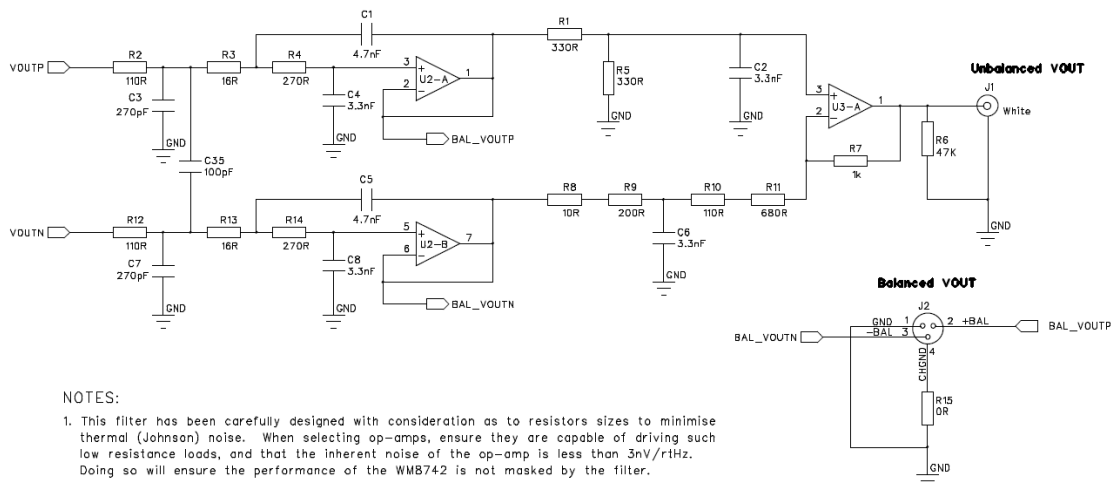 C1
4.7nF
R1
330R
R2
110R
R3
16R
R4
270R
VOUTP
3
2
1
+
-
U2-A
C3
270pF
C4
3.3nF
R5
330R
C2
3.3nF
GND
GND
GND
GND
BAL_VOUTP
3
2
1
+
-
U3-A
Unbalanced VOUT
J1
White
R6
47K
R7
1k
C35
100pF
C5
4.7nF
R8
10R
R9
200R
R10
110R
R11
680R
VOUTN
R12
110R
R13
16R
R14
270R
5
6
7
+
-
U2-B
C7
270pF
C8
3.3nF
C6
3.3nF
GND
GND
GND
GND
BAL_VOUTN
Balanced VOUT
J2
GND 1
2 +BAL
BAL_VOUTP
BAL_VOUTN
-BAL 3
4
CHGND
R15
0R
GND
NOTES:
1. This filter has been carefully designed with consideration as to resistors sizes to minimise
thermal (Johnson) noise. When selecting op-amps, ensure they are capable of driving such
low resistance loads, and that the inherent noise of the op-amp is less than 3nV/rtHz.
Doing so will ensure the performance of the WM8742 is not masked by the filter.